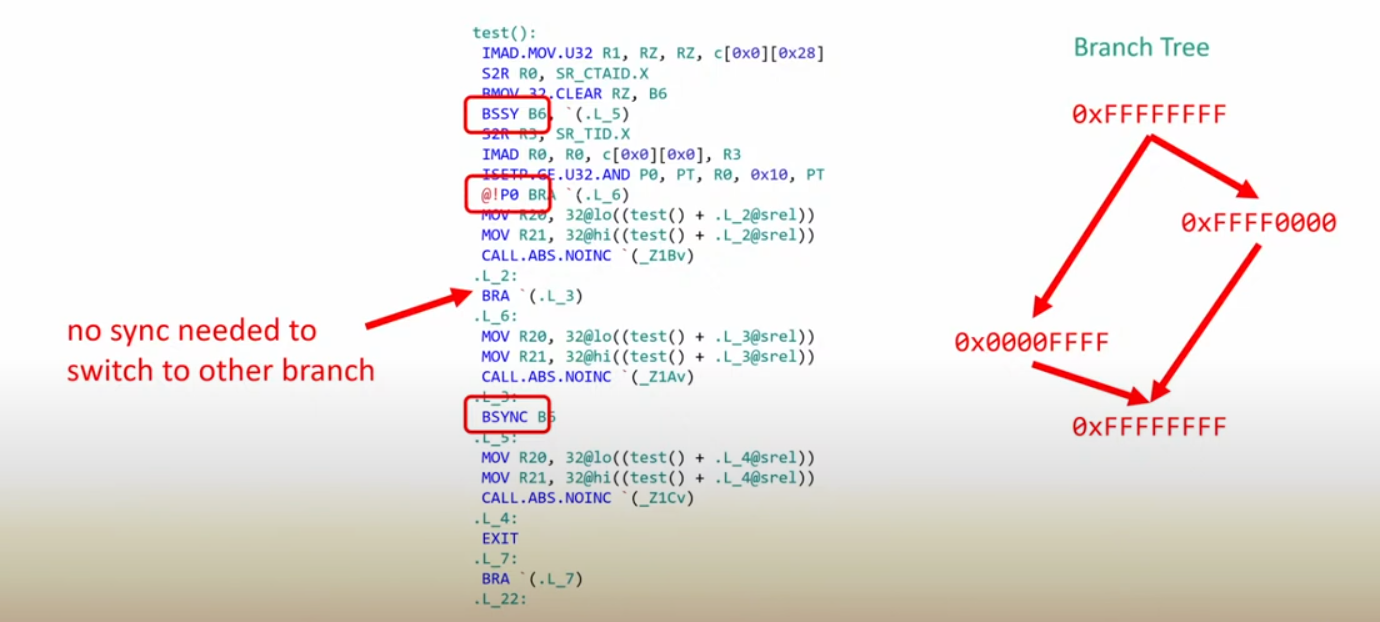 test():
IMAD.MOV.U32 R1, RZ, RZ, c[0x0][0x28]
S2R R0, SR_CTAID.X
BMOV.32.CLEAR RZ, B6
BSSY B6, `(.L_5)
S2R R3, SR_TID.X
IMAD R0, R0, c[0x0][0x0], R3
ISETP.GE.U32.AND P0, PT, R0, 0x10, PT
@!P0 BRA `(.L_6)
MOV R20, 32@lo((test() + .L_2@srel))
MOV R21, 32@hi((test() + .L_2@srel))
CALL.ABS.NOINC `(_Z1Bv)
.L_2:
BRA `(.L_3)
.L_6:
MOV R20, 32@lo((test() + .L_3@srel))
MOV R21, 32@hi((test() + .L_3@srel))
CALL.ABS.NOINC `(_Z1Av)
.L_3:
BSYNC B6
.L_5:
MOV R20, 32@lo((test() + .L_4@srel))
MOV R21, 32@hi((test() + .L_4@srel))
CALL.ABS.NOINC `(_Z1Cv)
.L_4:
EXIT
.L_7:
BRA `(.L_7)
.L_22:
no sync needed to
switch to other branch
Branch Tree
0xFFFFFFFF
0xFFFF0000
0x0000FFFF
0xFFFFFFFF